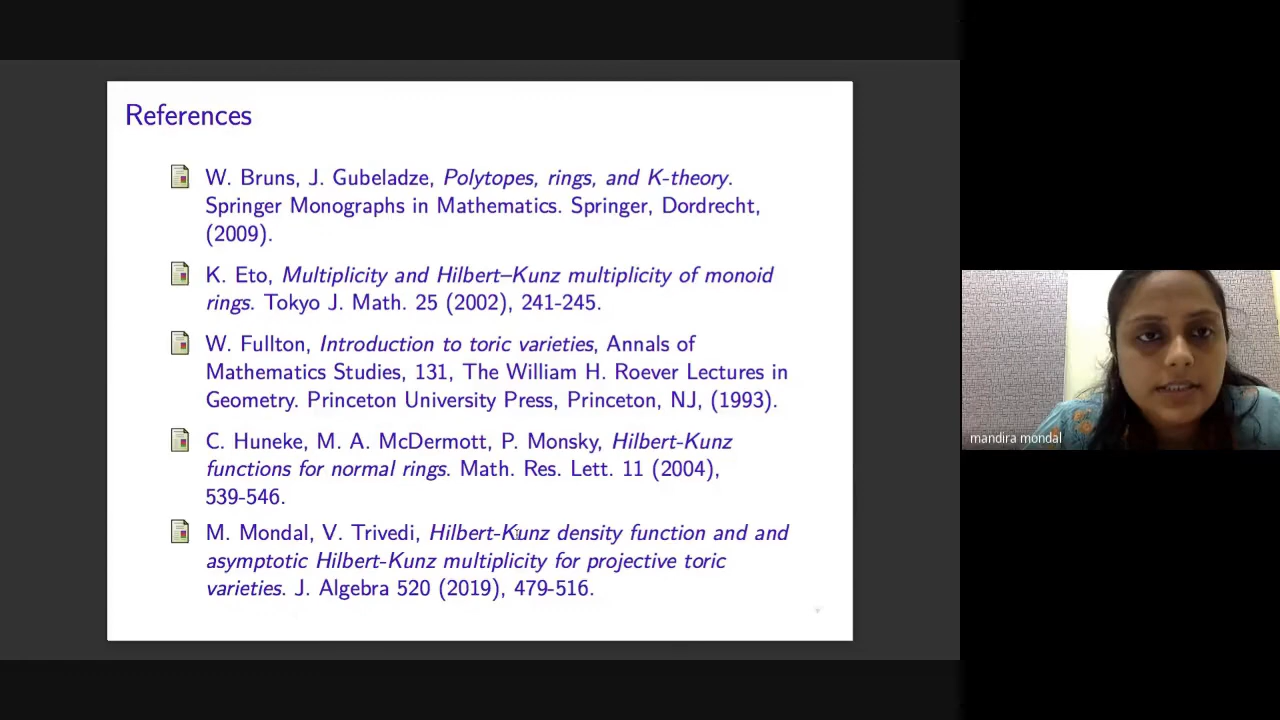 References
W. Bruns, J. Gubeladze, Polytopes, rings, and K-theory.
Springer Monographs in Mathematics. Springer, Dordrecht,
(2009).
K. Eto, Multiplicity and Hilbert–Kunz multiplicity of monoid
rings. Tokyo J. Math. 25 (2002), 241-245.
W. Fullton, Introduction to toric varieties, Annals of
Mathematics Studies, 131, The William H. Roever Lectures in
Geometry. Princeton University Press, Princeton, NJ, (1993).
C. Huneke, M. A. McDermott, P. Monsky, Hilbert-Kunz
functions for normal rings. Math. Res. Lett. 11 (2004),
539-546.
M. Mondal, V. Trivedi, Hilbert-Kunz density function and and
asymptotic Hilbert-Kunz multiplicity for projective toric
varieties. J. Algebra 520 (2019), 479-516.
mandira mondal